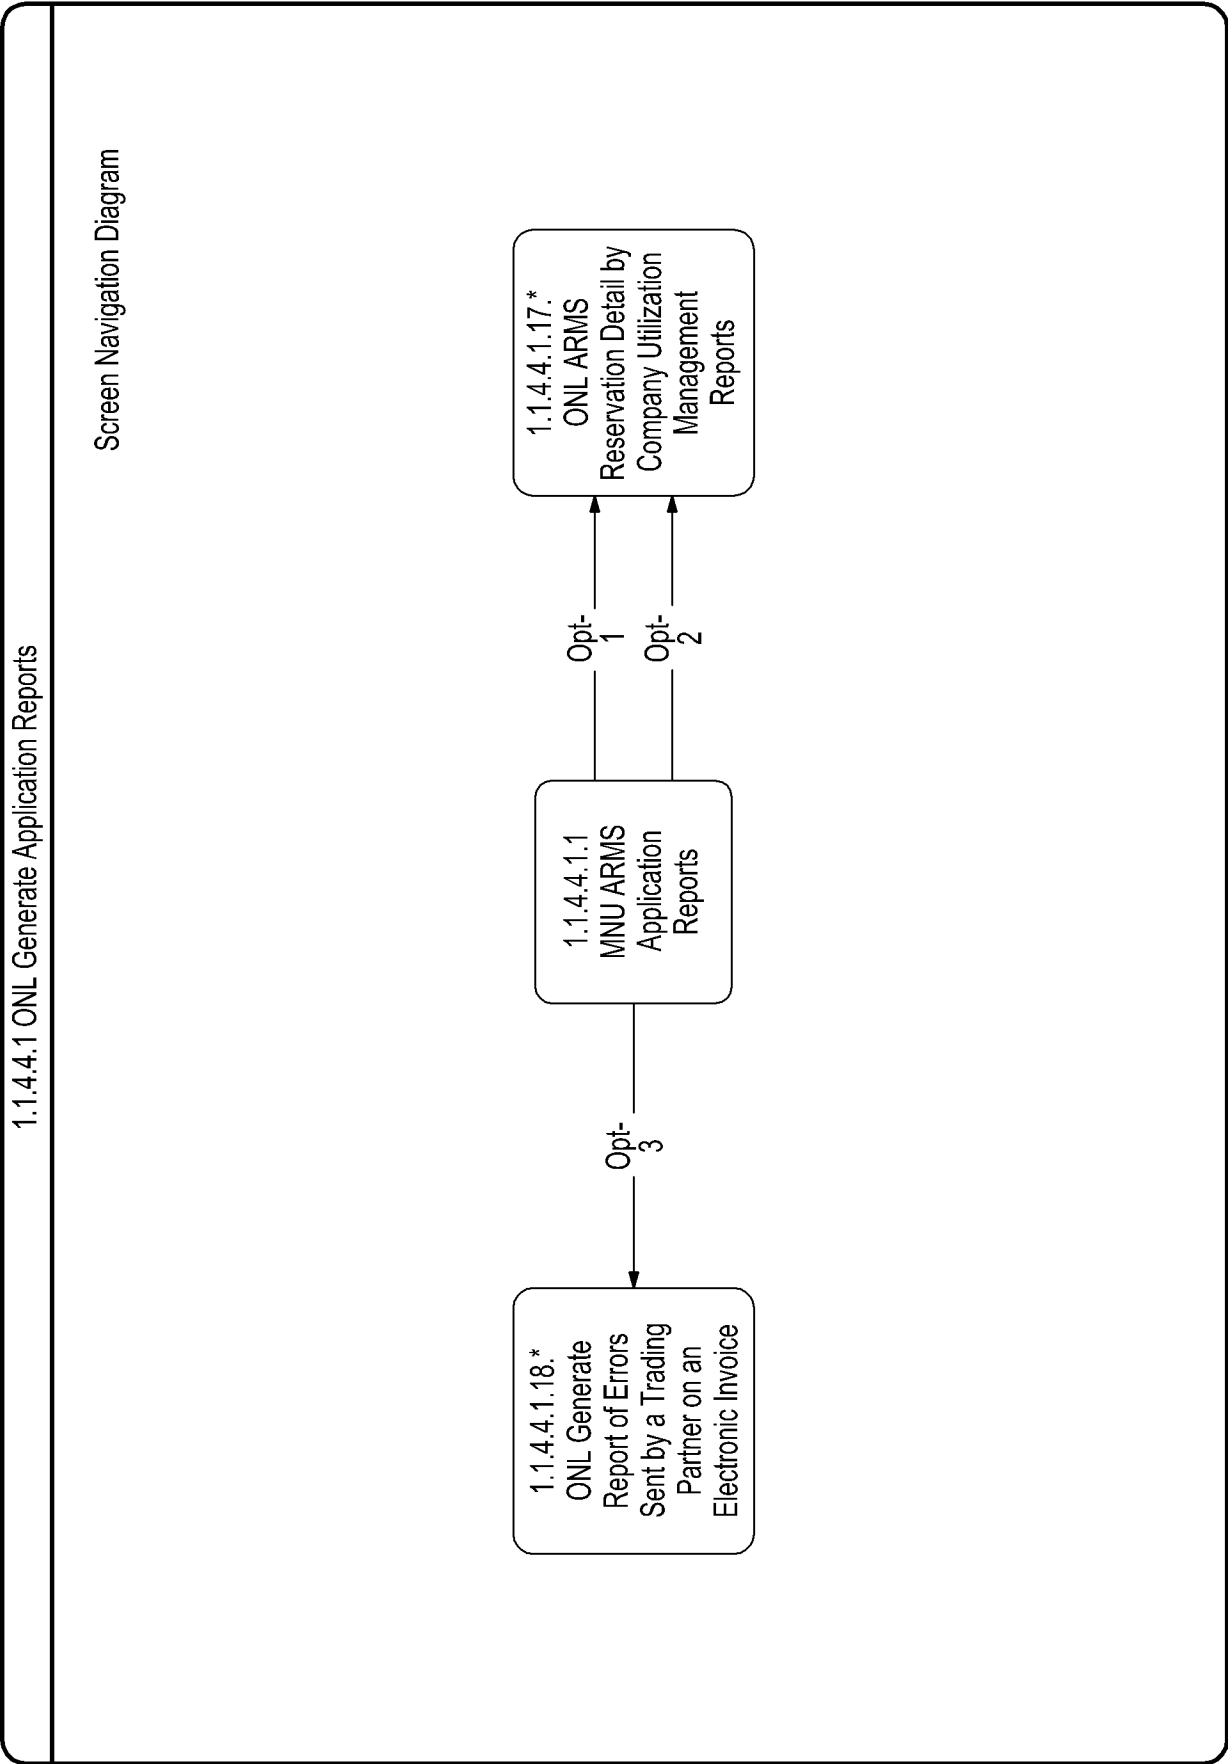 1.1.4.4.1 ONL Generate Application Reports
Screen Navigation Diagram
1.1.4.4.1.18.*
ONL Generate
Report of Errors
Sent by a Trading
Partner on an
Electronic Invoice
Opt-
3
1.1.4.4.1.1
MNU ARMS
Application
Reports
Opt-
1
Opt-
2
1.1.4.4.1.17.*
ONL ARMS
Reservation Detail by
Company Utilization
Management
Reports